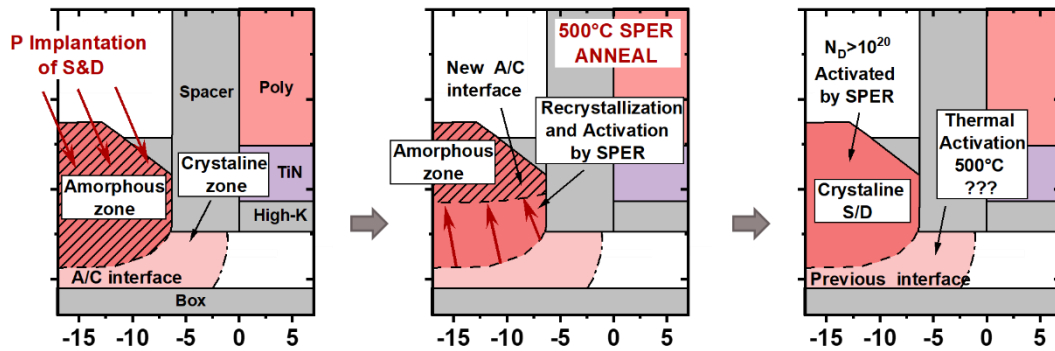 P Implantation
of S&D
Spacer
Poly
Crystaline
zone
TiN
Amorphous
zone
High-K
A/C interface
Box
-15
-10
-5
0
5
500°C SPER
ANNEAL
New A/C
interface
Recrystallization
and Activation
by SPER
Amorphous
zone
-15
-10
-5
0
5
N_D>10^20
Activated
by SPER
Thermal
Activation
500°C
???
Crystaline
S/D
Previous interface
-15
-10
-5
0
5